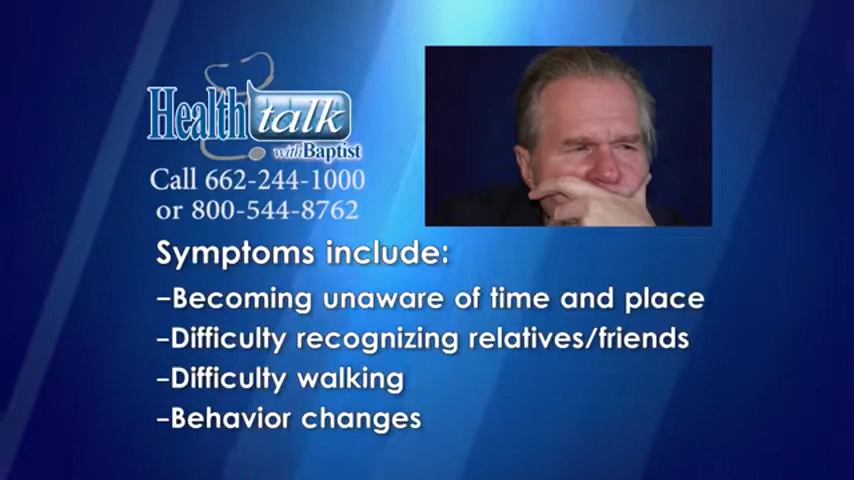 Health talk
with Baptist
Call 662-244-1000
or 800-544-8762
Symptoms include:
-Becoming unaware of time and place
-Difficulty recognizing relatives/friends
-Difficulty walking
-Behavior changes